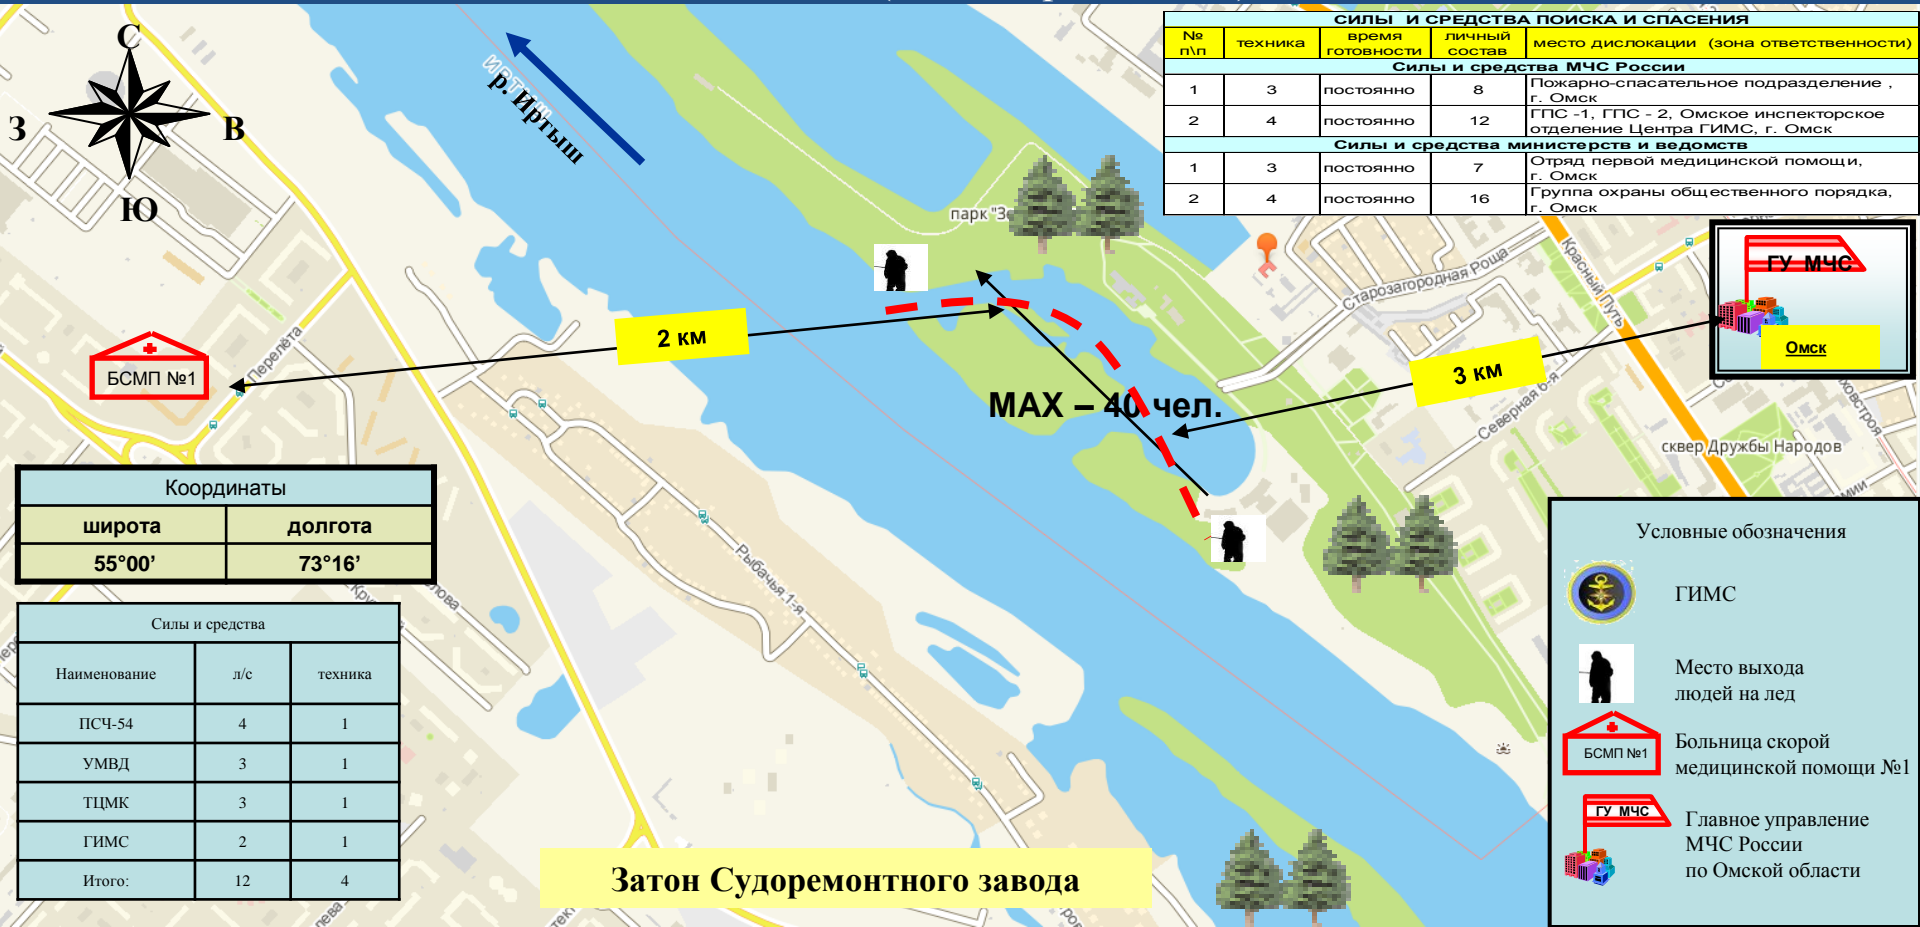 СИЛЫ И СРЕДСТВА ПОИСКА И СПАСЕНИЯ
№ п\п техника время готовности личный состав место дислокации (зона ответственности)
Силы и средства МЧС России
1 3 постоянно 8 Пожарно-спасательное подразделение ,
г. Омск
2 4 постоянно 12 ГПС -1, ГПС - 2, Омское инспекторское
отделение Центра ГИМС, г. Омск
Силы и средства министерств и ведомств
1 3 постоянно 7 Отряд первой медицинской помощи,
г. Омск
2 4 постоянно 16 Группа охраны общественного порядка,
г. Омск
С
З
В
Ю
р. Иртыш
парк "Зе
Старозагородная Роща
Красный Путь
ГУ МЧС
Омск
2 км
3 км
БСМП №1
Перелёта
МАХ – 40 чел.
Северная 6-я
сквер Дружбы Народов
Координаты
широта долгота
55°00’ 73°16’
Рыбачья 1-я
Силы и средства
Наименование л/с техника
ПСЧ-54 4 1
УМВД 3 1
ТЦМК 3 1
ГИМС 2 1
Итого: 12 4
Затон Судоремонтного завода
Условные обозначения
ГИМС
Место выхода
людей на лед
БСМП №1
Больница скорой
медицинской помощи №1
ГУ МЧС
Главное управление
МЧС России
по Омской области